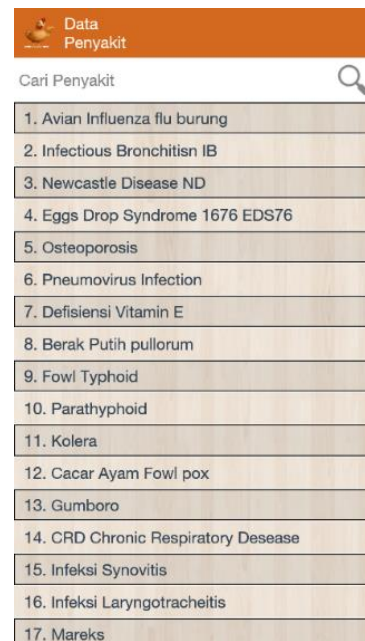 Data
Penyakit
Cari Penyakit
1. Avian Influenza flu burung
2. Infectious Bronchitisn IB
3. Newcastle Disease ND
4. Eggs Drop Syndrome 1676 EDS76
5. Osteoporosis
6. Pneumovirus Infection
7. Defisiensi Vitamin E
8. Berak Putih pullorum
9. Fowl Typhoid
10. Parathyphoid
11. Kolera
12. Cacar Ayam Fowl pox
13. Gumboro
14. CRD Chronic Respiratory Desease
15. Infeksi Synovitis
16. Infeksi Laryngotracheitis
17. Mareks